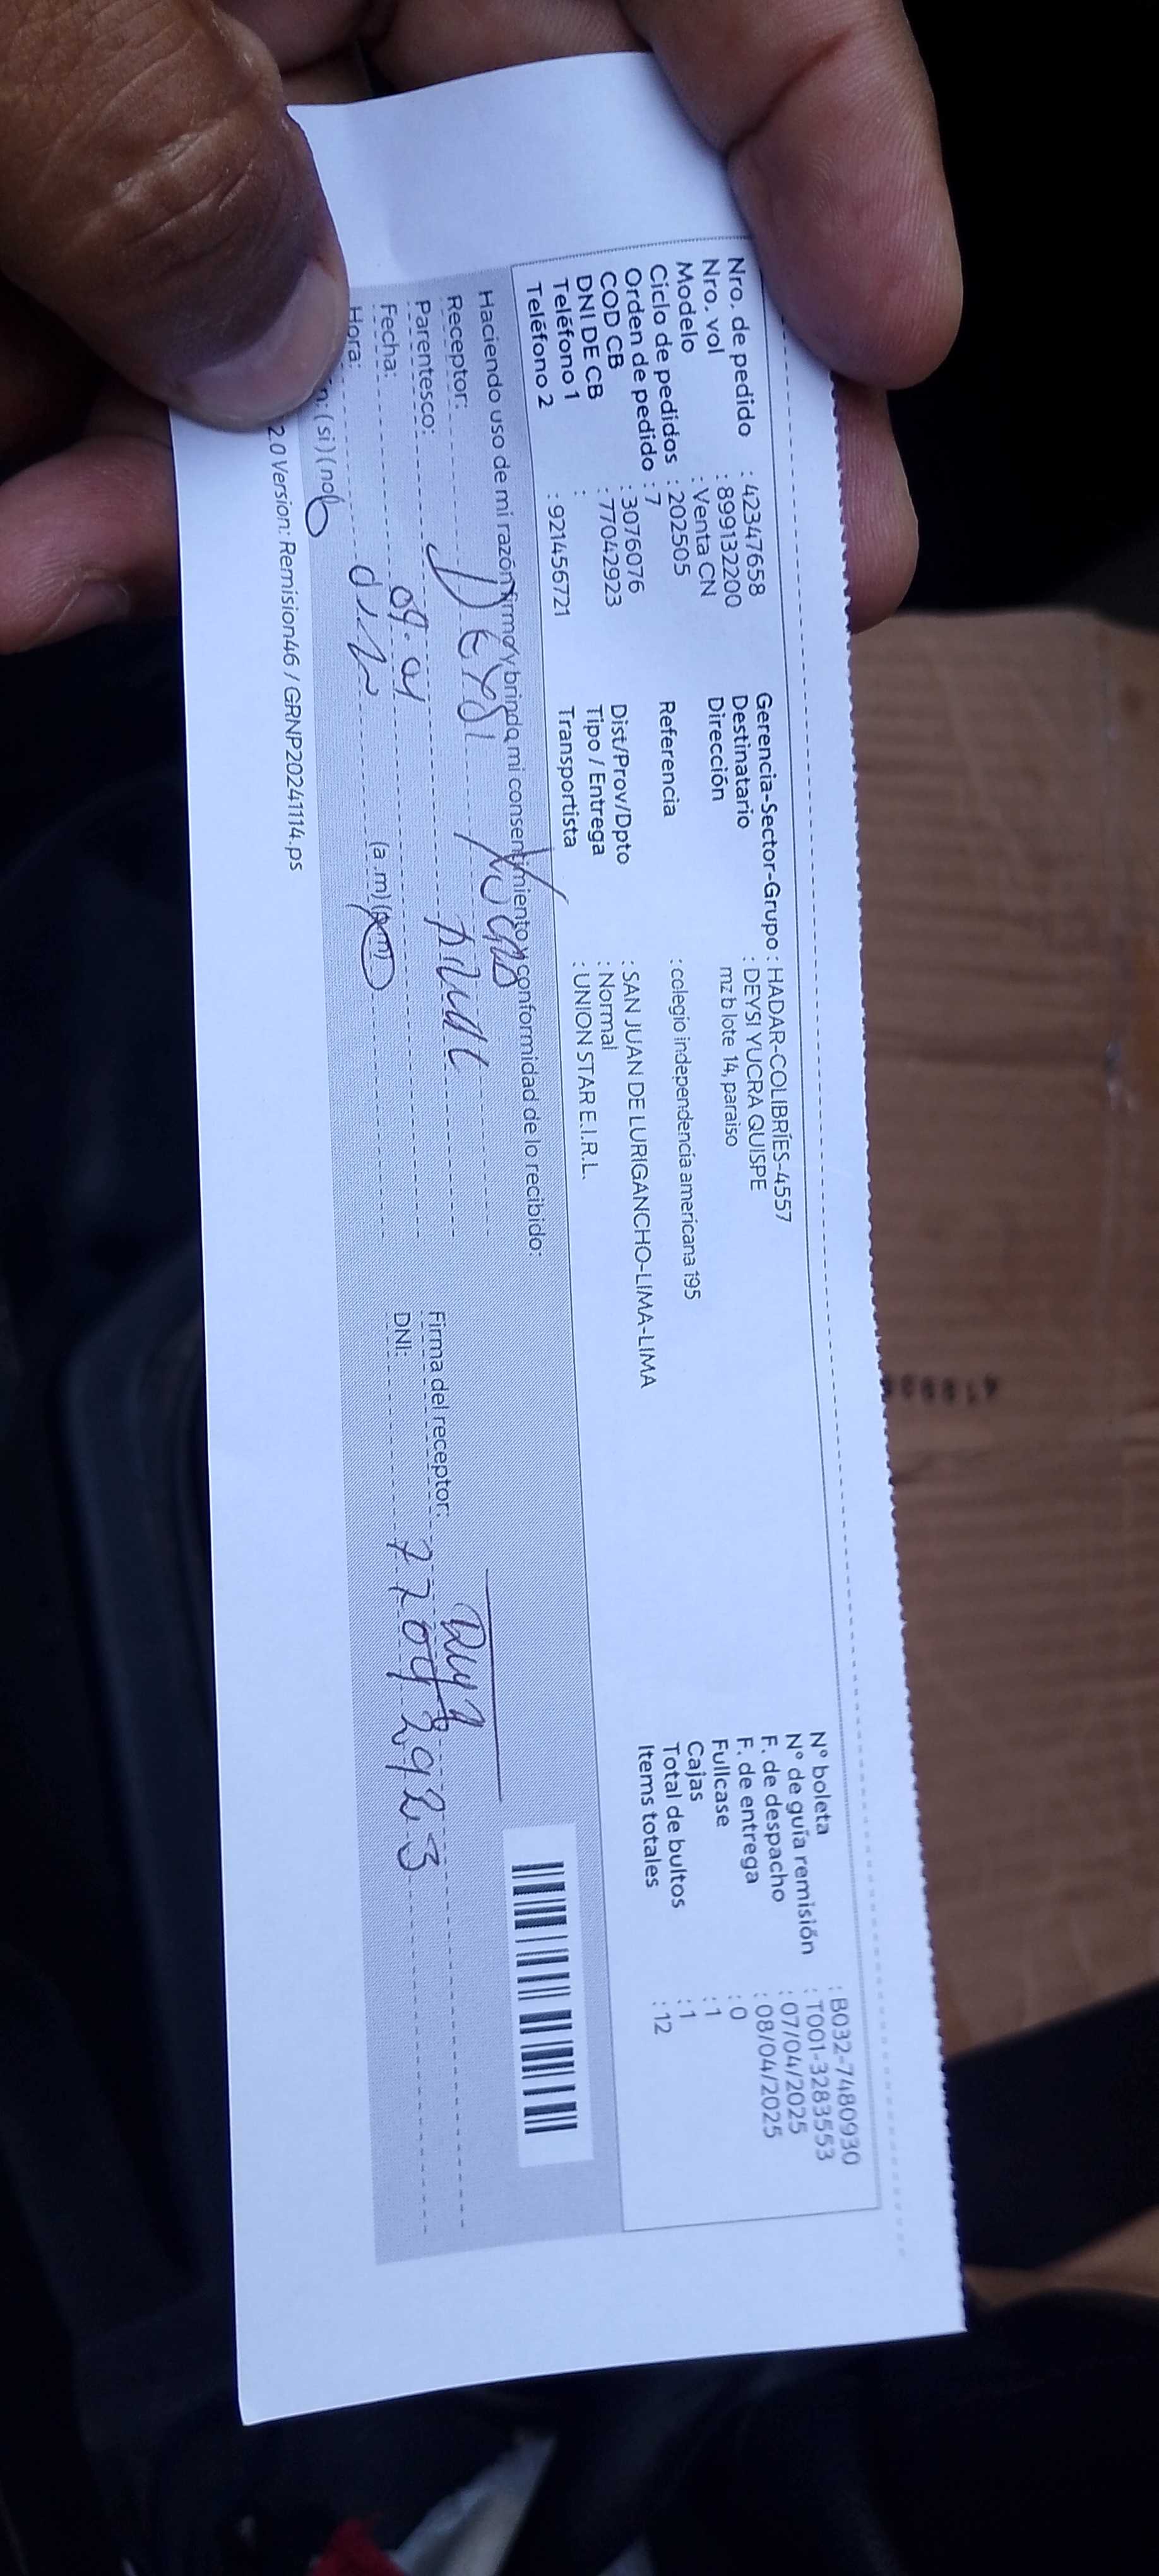 Nro. de pedido : 42347658
Nro. vol : 899132200
Modelo : Venta CN
Ciclo de pedidos : 202505
Orden de pedido : 7
COD CB : 3076076
DNI DE CB : 77042923
Teléfono 1 :
Teléfono 2 : 921456721
Gerencia-Sector-Grupo : HADAR-COLIBRÍES-4557
Destinatario : DEYSI YUCRA QUISPE
Dirección mz b lote 14, paraiso
Referencia : colegio independencia americana 195
Dist/Prov/Dpto : SAN JUAN DE LURIGANCHO-LIMA-LIMA
Tipo / Entrega : Normal
Transportista : UNION STAR E.I.R.L.
N° boleta : B032-7480930
N° de guía remisión : T001-3283553
F. de despacho : 07/04/2025
F. de entrega : 08/04/2025
Fullcase : 0
Cajas : 1
Total de bultos : 1
Items totales : 12
Haciendo uso de mi razón firmo y brindo mi consentimiento y conformidad de lo recibido:
Receptor: Deysi
Parentesco:
Fecha:
Hora: (a.m) (p.m)
Firma del receptor:
DNI: 77042923
(si) (no)
2.0 Version: Remision46 / GRNP20241114.ps